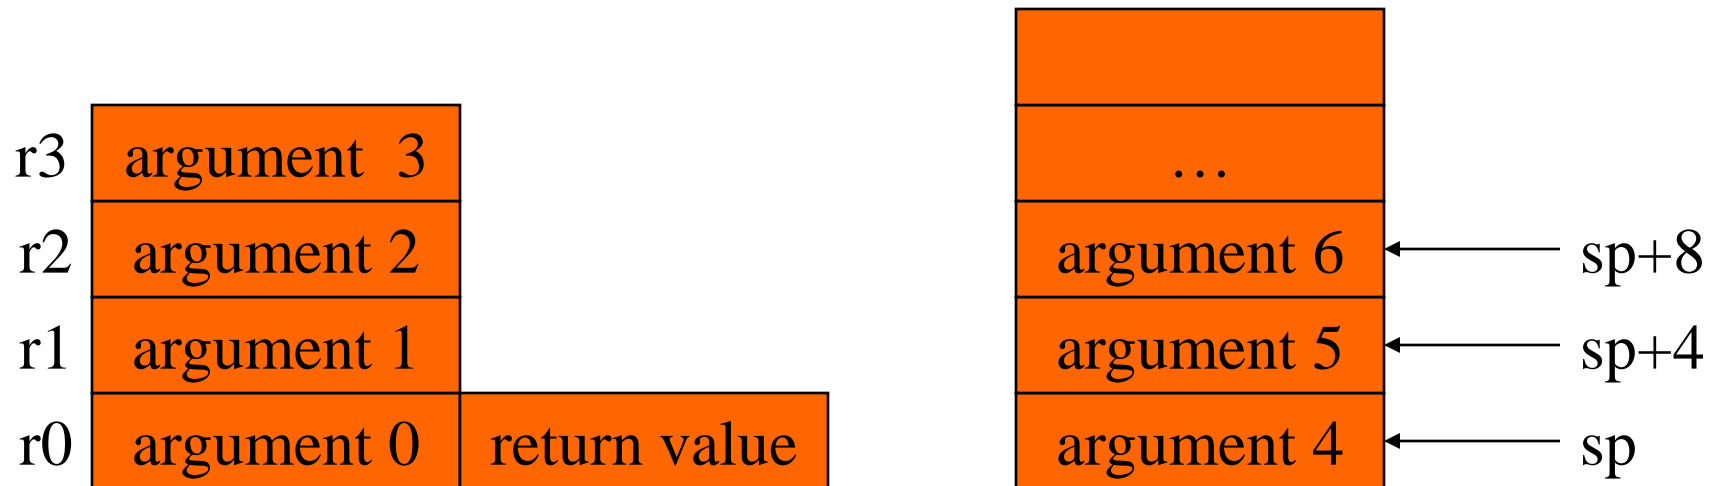 r3 argument  3 …
r2 argument 2 argument 6 sp+8
r1 argument 1 argument 5 sp+4
r0 argument 0 return value argument 4 sp